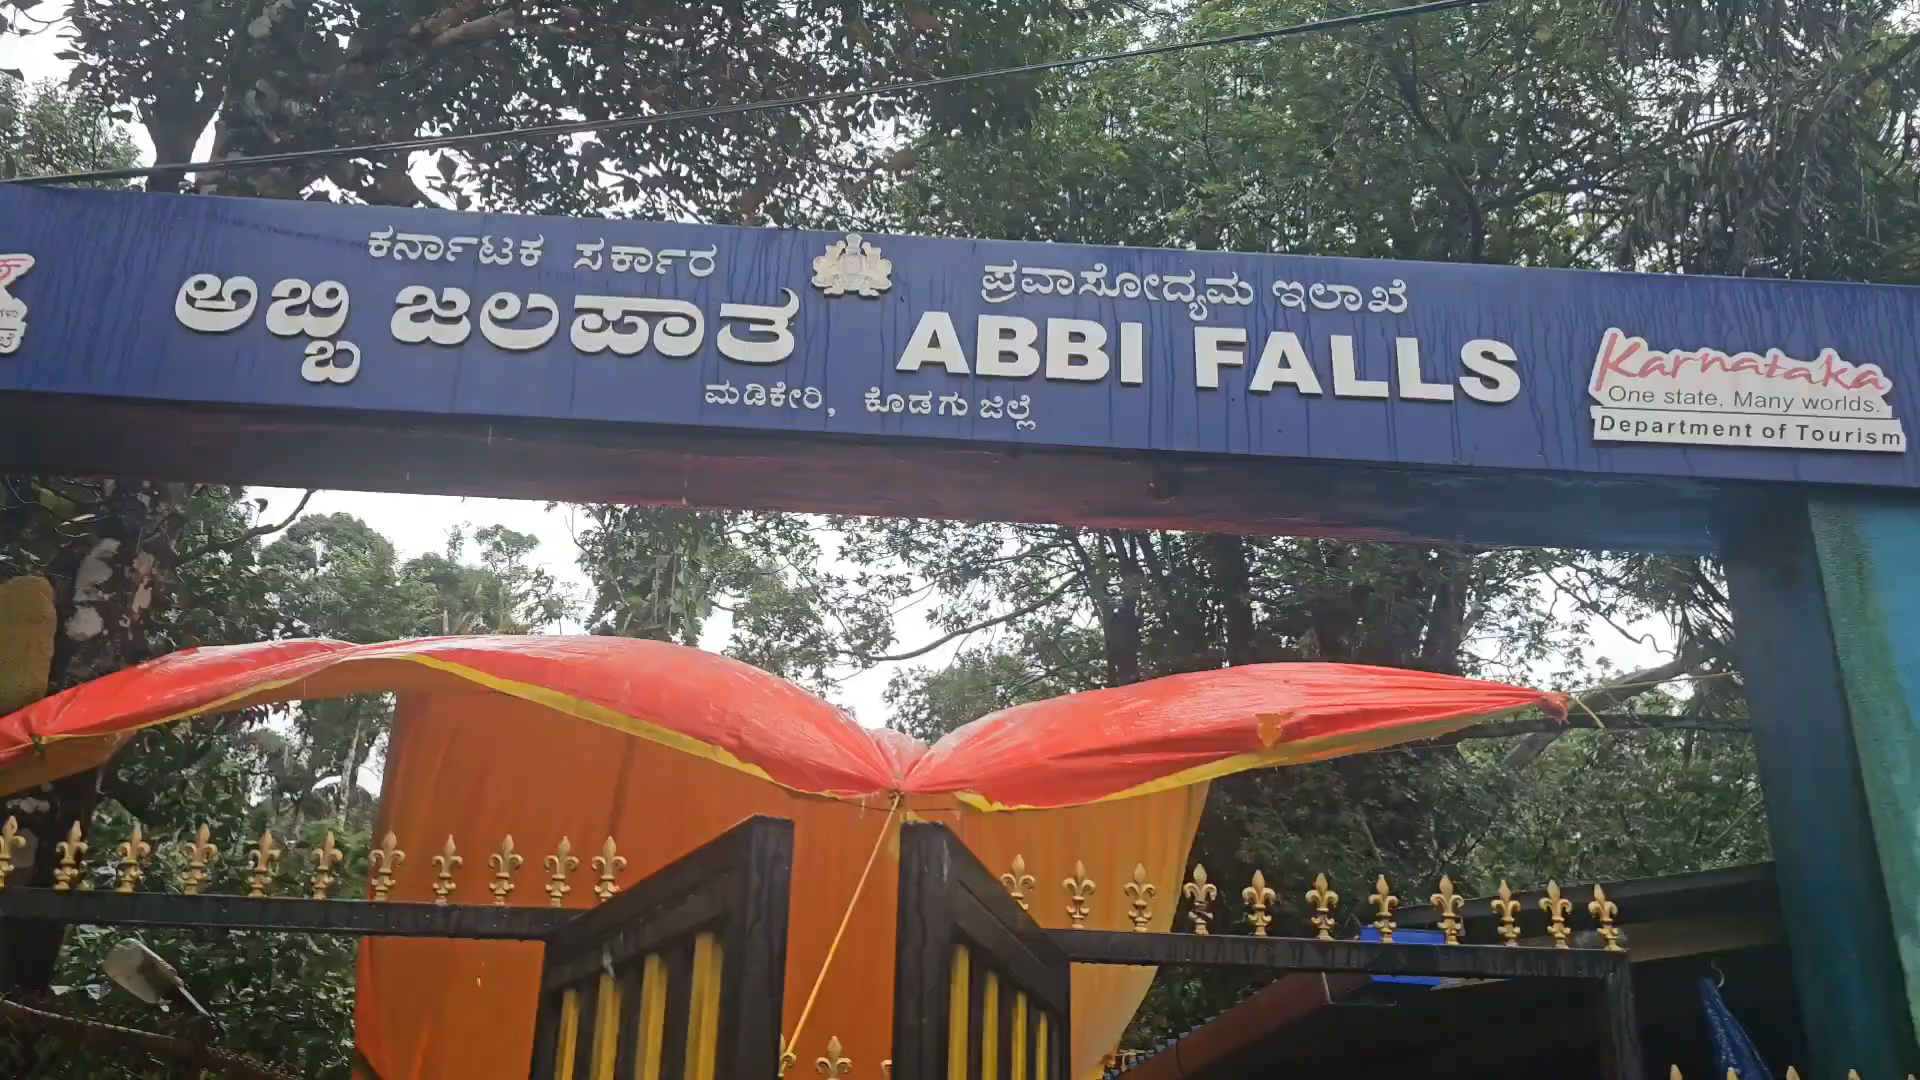 ಕರ್ನಾಟಕ ಸರ್ಕಾರ
ಪ್ರವಾಸೋದ್ಯಮ ಇಲಾಖೆ
ಅಬ್ಬಿ ಜಲಪಾತ
ABBI FALLS
ಮಡಿಕೇರಿ, ಕೊಡಗು ಜಿಲ್ಲೆ
Karnataka
One state. Many worlds.
Department of Tourism